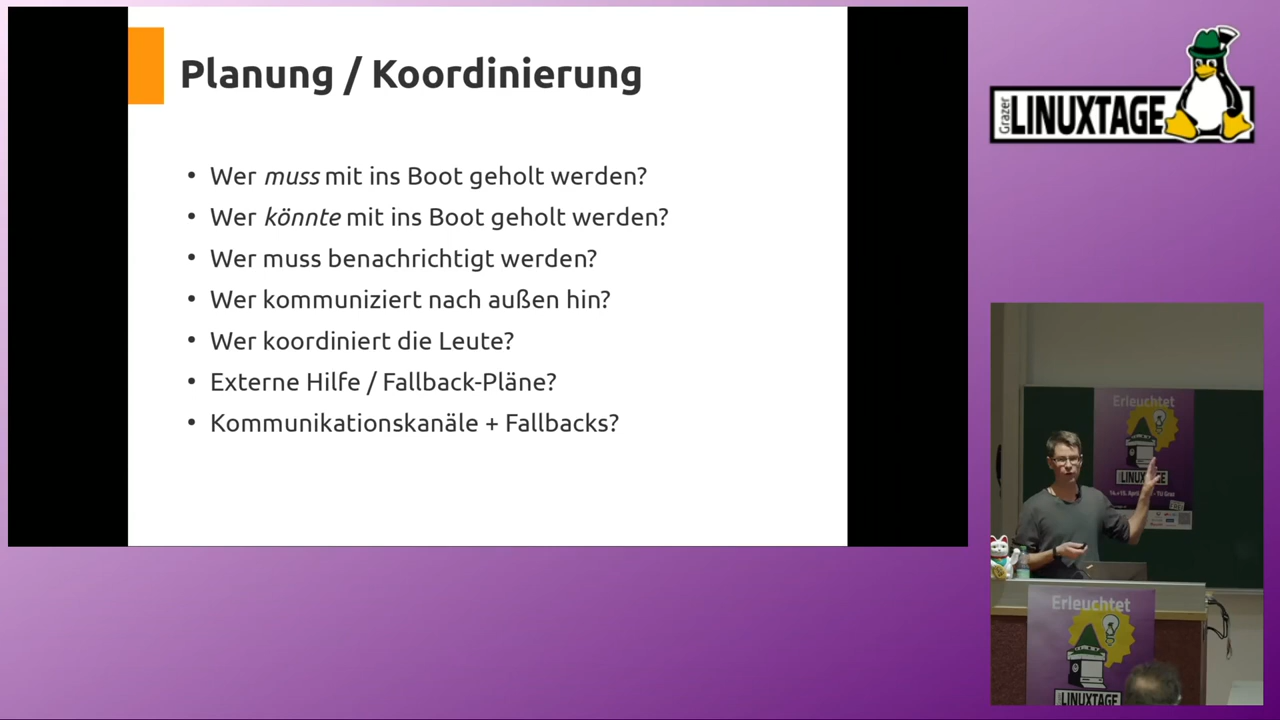 Planung / Koordinierung
• Wer muss mit ins Boot geholt werden?
• Wer könnte mit ins Boot geholt werden?
• Wer muss benachrichtigt werden?
• Wer kommuniziert nach außen hin?
• Wer koordiniert die Leute?
• Externe Hilfe / Fallback-Pläne?
• Kommunikationskanäle + Fallbacks?
Grazer
LINUXTAGE
Erleuchtet
LINUXTAGE
Erleuchtet
LINUXTAGE